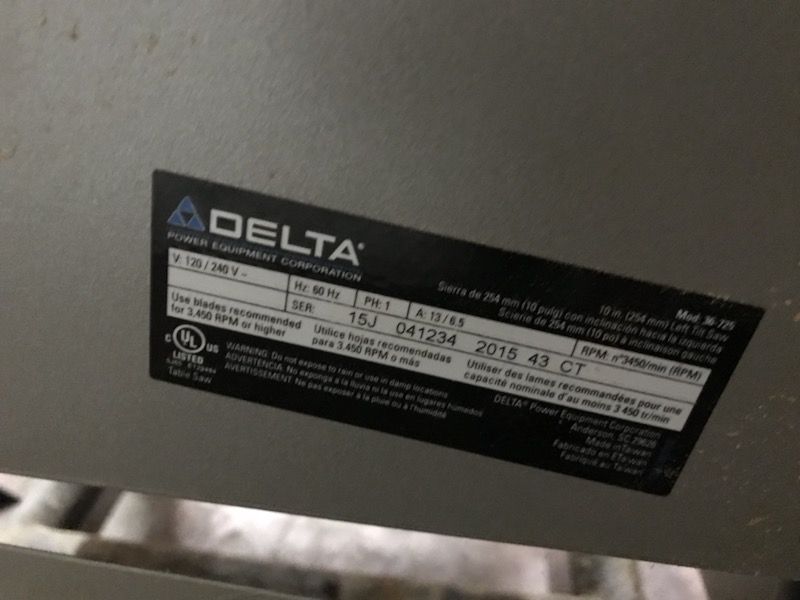 DELTA®
POWER EQUIPMENT CORPORATION
Mod. 36-725
10 in. (254 mm) Left Tilt Saw
Sierra de 254 mm (10 pulg) con inclinación hacia la izquierda
Scierie de 254 mm (10 po) à inclinaison gauche
V: 120 / 240 V ~
Hz: 60 Hz
PH: 1
A: 13 / 6.5
RPM: n°3450/min (RPM)
SER:
15J 041234 2015 43 CT
Use blades recommended
for 3,450 RPM or higher
Utilice hojas recomendadas
para 3.450 RPM o más
Utiliser des lames recommandées pour une
capacité nominale d'au moins 3 450 tr/min
C UL US
LISTED
Table Saw
WARNING: Do not expose to rain or use in damp locations
ADVERTENCIA: No exponga a la lluvia ni la use en lugares húmedos
AVERTISSEMENT: Ne pas exposer à la pluie ou à l'humidité
DELTA® Power Equipment Corporation
Anderson, SC 29626
Made in Taiwan
Fabricado en ETaiwan
Fabriqué au Taiwan